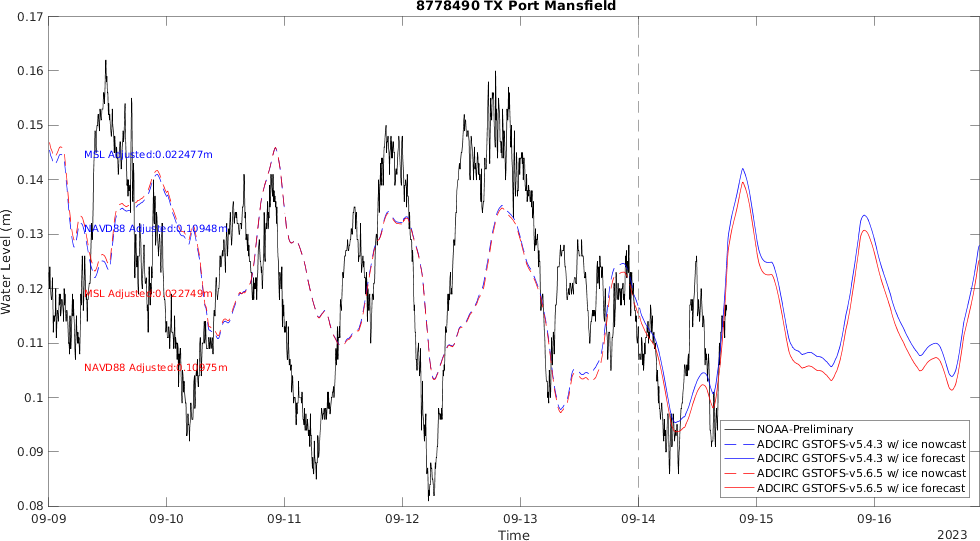 8778490 TX Port Mansfield
Water Level (m)
0.17
0.16
0.15
0.14
0.13
0.12
0.11
0.1
0.09
0.08
MSL Adjusted:0.022477m
NAVD88 Adjusted:0.10948m
MSL Adjusted:0.022749m
NAVD88 Adjusted:0.10975m
NOAA-Preliminary
ADCIRC GSTOFS-v5.4.3 w/ ice nowcast
ADCIRC GSTOFS-v5.4.3 w/ ice forecast
ADCIRC GSTOFS-v5.6.5 w/ ice nowcast
ADCIRC GSTOFS-v5.6.5 w/ ice forecast
09-09 09-10 09-11 09-12 09-13 09-14 09-15 09-16
Time
2023